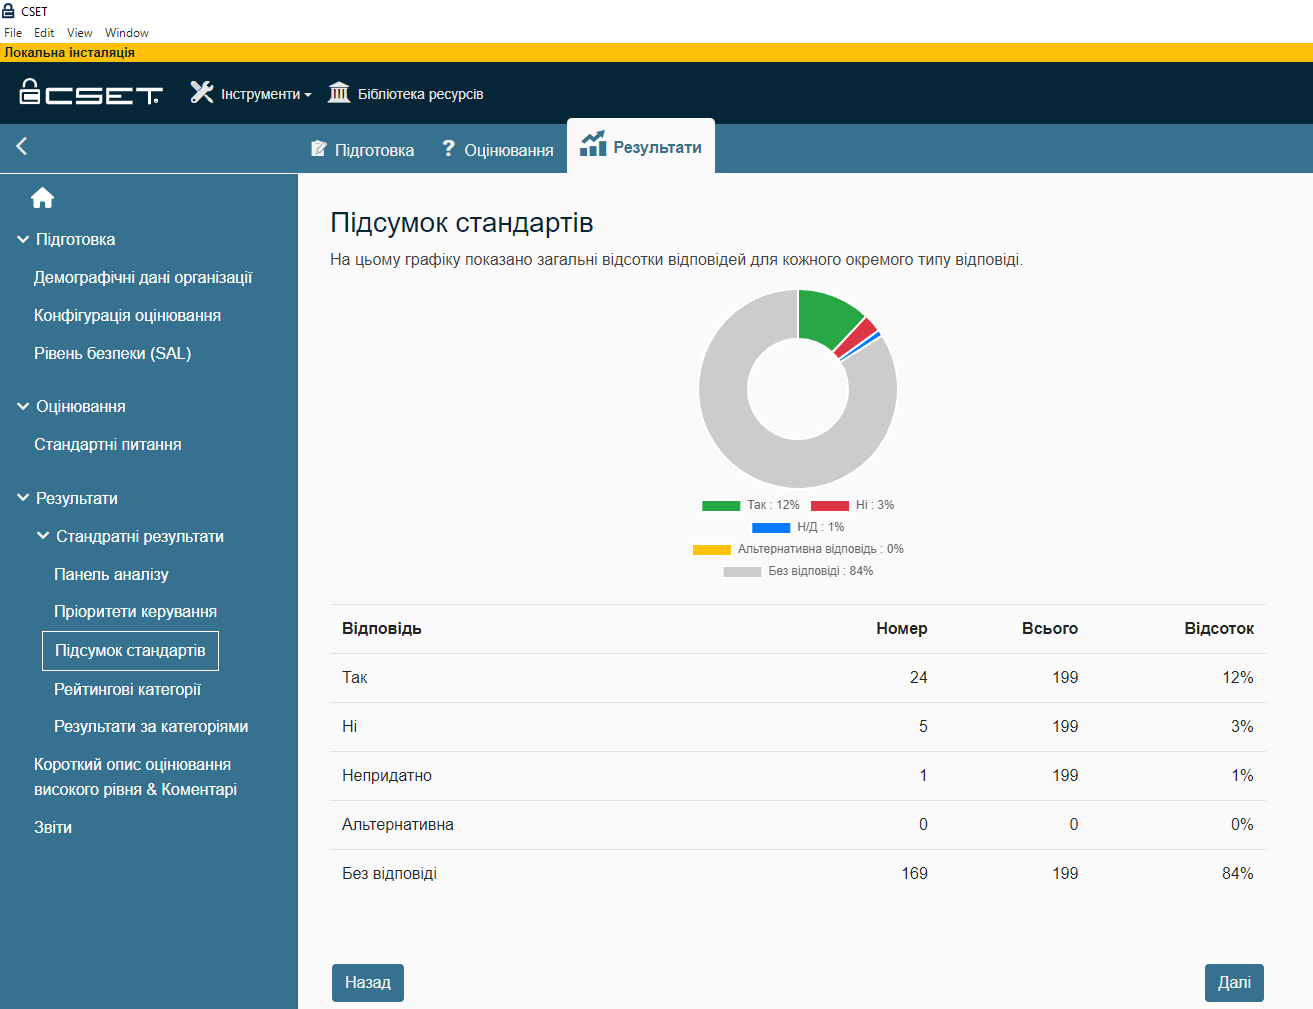 CSET
File Edit View Window
Локальна інсталяція
CSET Інструменти Бібліотека ресурсів
Підготовка ? Оцінювання Результати
Підготовка
Демографічні дані організації
Конфігурація оцінювання
Рівень безпеки (SAL)
Оцінювання
Стандартні питання
Результати
Стандратні результати
Панель аналізу
Пріоритети керування
Підсумок стандартів
Рейтингові категорії
Результати за категоріями
Короткий опис оцінювання
високого рівня & Коментарі
Звіти
Підсумок стандартів
На цьому графіку показано загальні відсотки відповідей для кожного окремого типу відповіді.
Так : 12% Ні : 3%
Н/Д : 1%
Альтернативна відповідь : 0%
Без відповіді : 84%
Відповідь Номер Всього Відсоток
Так 24 199 12%
Ні 5 199 3%
Непридатно 1 199 1%
Альтернативна 0 0 0%
Без відповіді 169 199 84%
Назад Далі